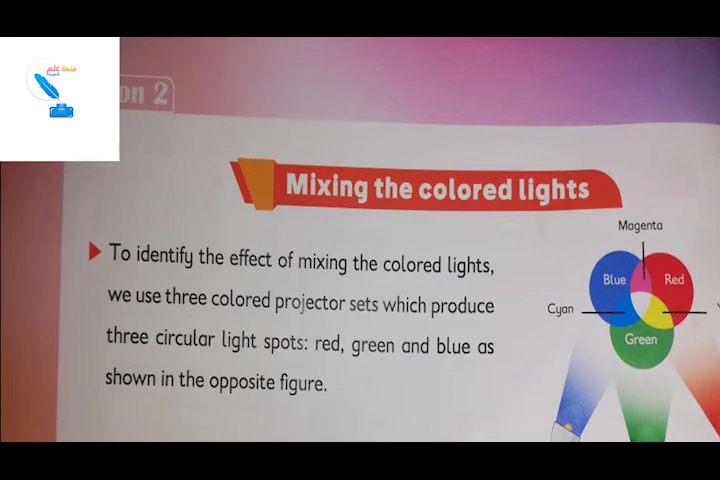 منصة علم
on 2
Mixing the colored lights
To identify the effect of mixing the colored lights,
we use three colored projector sets which produce
three circular light spots: red, green and blue as
shown in the opposite figure.
Magenta
Blue
Red
Cyan
Y
Green